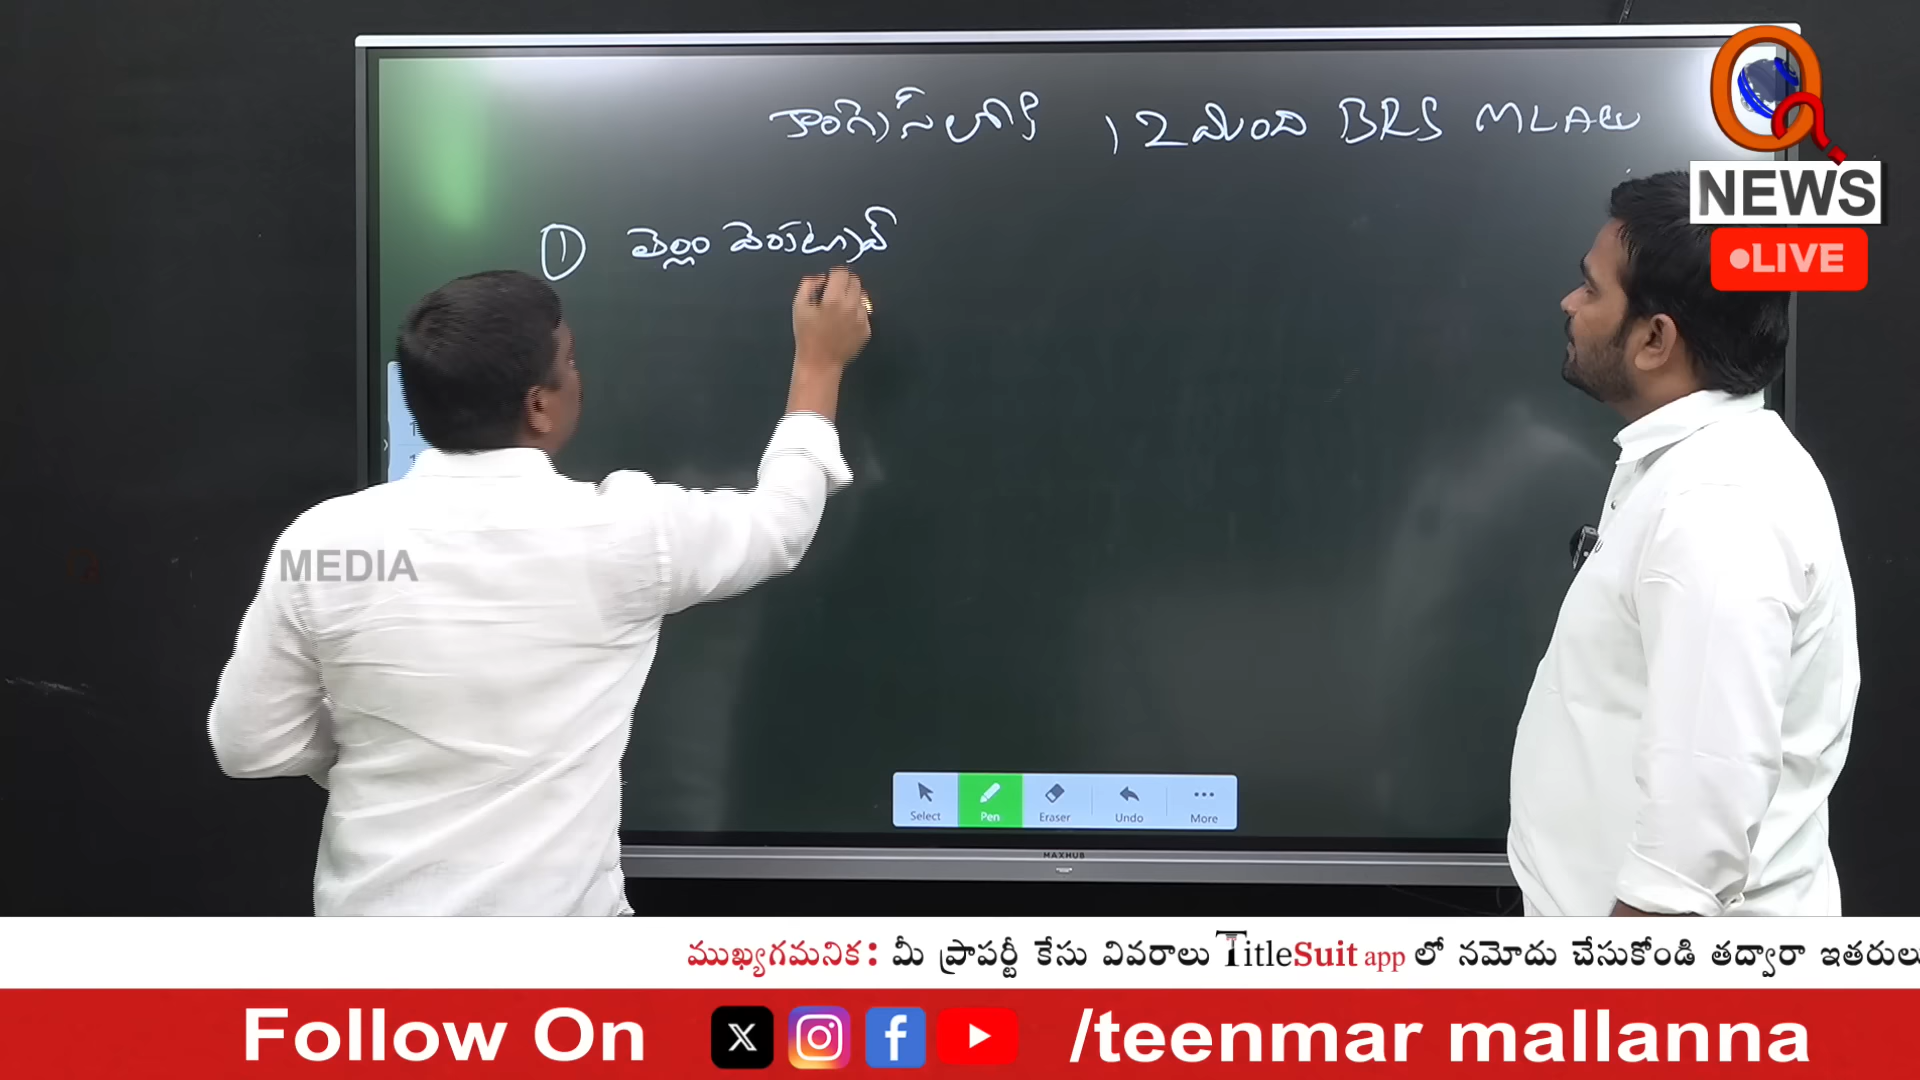 కాంగ్రెస్ లోకి 12 మంది BRS MLAలు
① తెల్లం వెంకట్రావ్
NEWS
LIVE
MEDIA
Select Pen Eraser Undo More
MAXHUB
ముఖ్యగమనిక: మీ ప్రాపర్టీ కేసు వివరాలు TitleSuit app లో నమోదు చేసుకోండి తద్వారా ఇతరులు
Follow On /teenmar mallanna